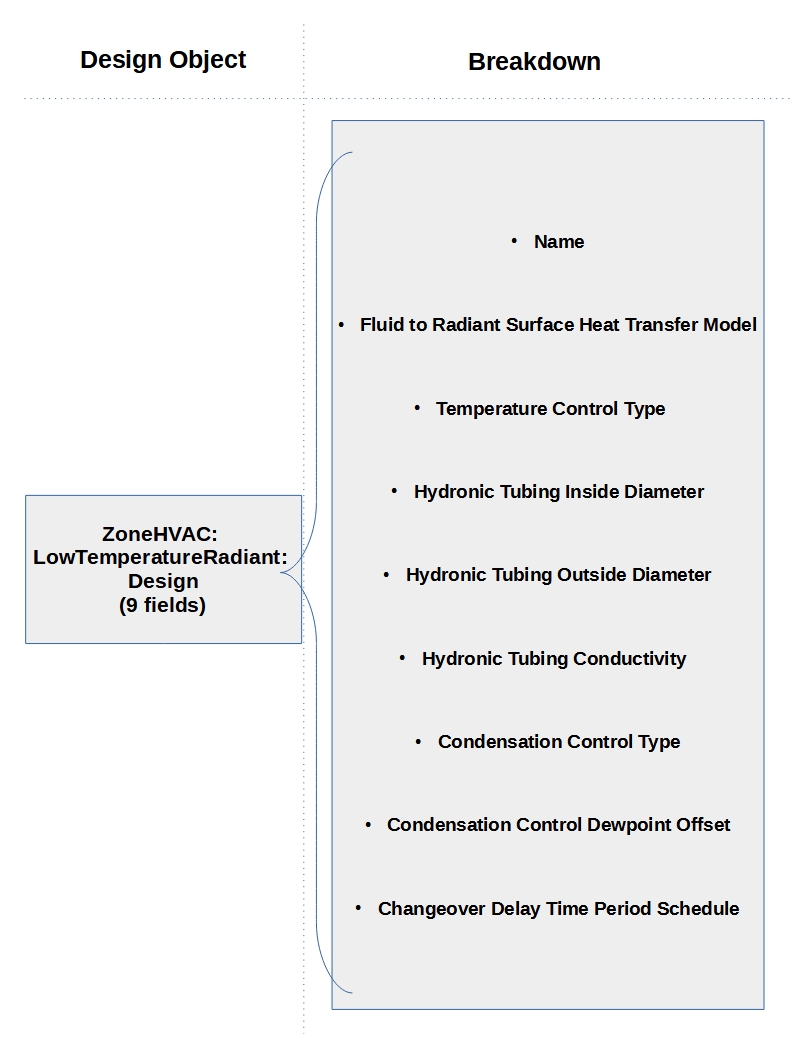 Design Object
Breakdown
ZoneHVAC:
LowTemperatureRadiant:
Design
(9 fields)
• Name
• Fluid to Radiant Surface Heat Transfer Model
• Temperature Control Type
• Hydronic Tubing Inside Diameter
• Hydronic Tubing Outside Diameter
• Hydronic Tubing Conductivity
• Condensation Control Type
• Condensation Control Dewpoint Offset
• Changeover Delay Time Period Schedule